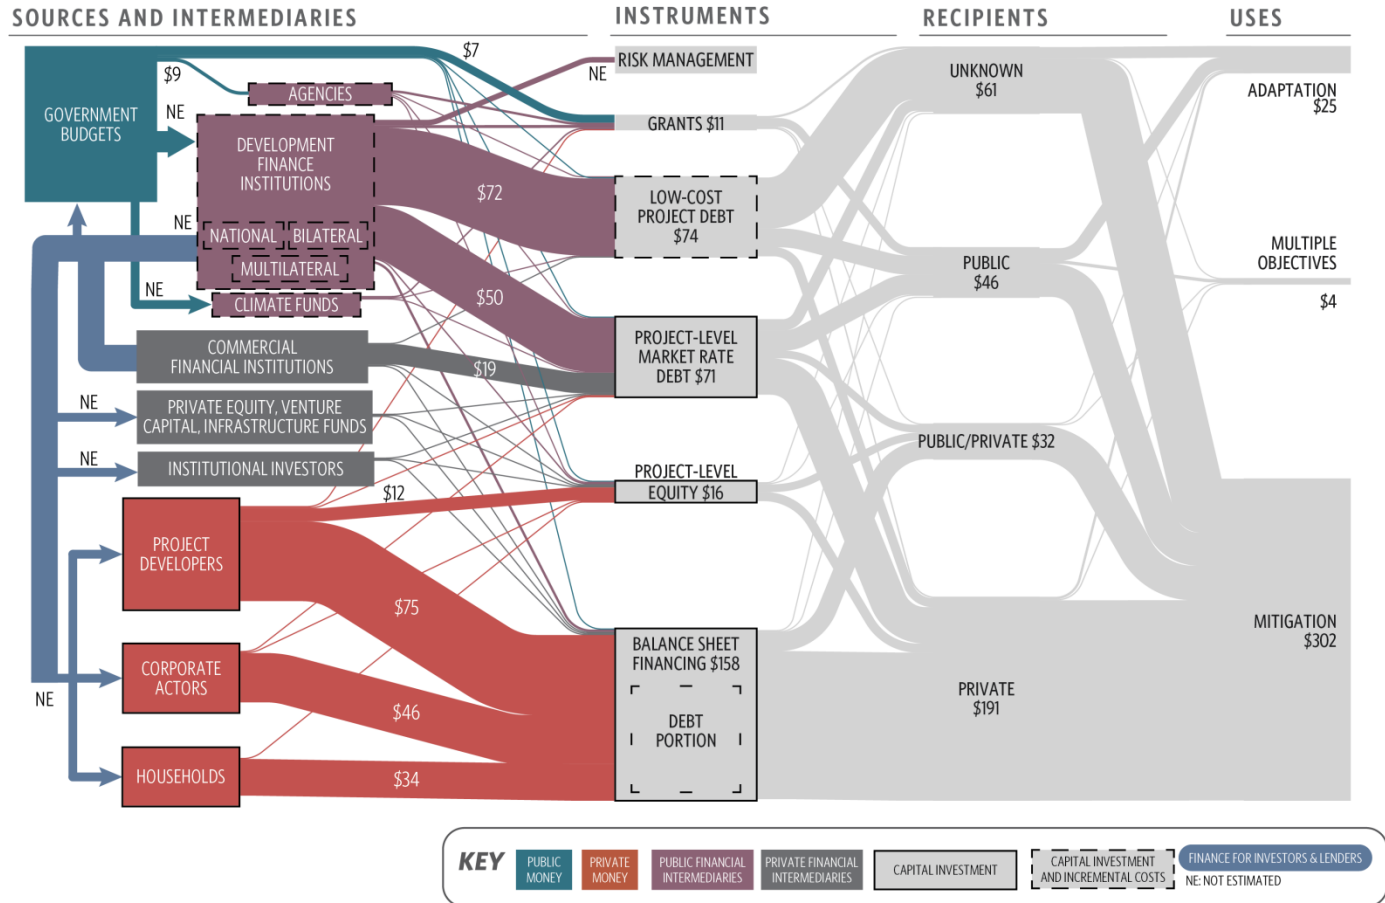 SOURCES AND INTERMEDIARIES
INSTRUMENTS
RECIPIENTS
USES
GOVERNMENT
BUDGETS
$9
NE
$7
AGENCIES
DEVELOPMENT
FINANCE
INSTITUTIONS
NE
NATIONAL
BILATERAL
MULTILATERAL
NE
CLIMATE FUNDS
COMMERCIAL
FINANCIAL INSTITUTIONS
NE
PRIVATE EQUITY, VENTURE
CAPITAL, INFRASTRUCTURE FUNDS
NE
INSTITUTIONAL INVESTORS
PROJECT
DEVELOPERS
CORPORATE
ACTORS
NE
HOUSEHOLDS
$72
$50
$19
$12
$75
$46
$34
NE
RISK MANAGEMENT
GRANTS $11
LOW-COST
PROJECT DEBT
$74
PROJECT-LEVEL
MARKET RATE
DEBT $71
PROJECT-LEVEL
EQUITY $16
BALANCE SHEET
FINANCING $158
DEBT
PORTION
UNKNOWN
$61
PUBLIC
$46
PUBLIC/PRIVATE $32
PRIVATE
$191
ADAPTATION
$25
MULTIPLE
OBJECTIVES
$4
MITIGATION
$302
KEY
PUBLIC
MONEY
PRIVATE
MONEY
PUBLIC FINANCIAL
INTERMEDIARIES
PRIVATE FINANCIAL
INTERMEDIARIES
CAPITAL INVESTMENT
CAPITAL INVESTMENT
AND INCREMENTAL COSTS
FINANCE FOR INVESTORS & LENDERS
NE: NOT ESTIMATED